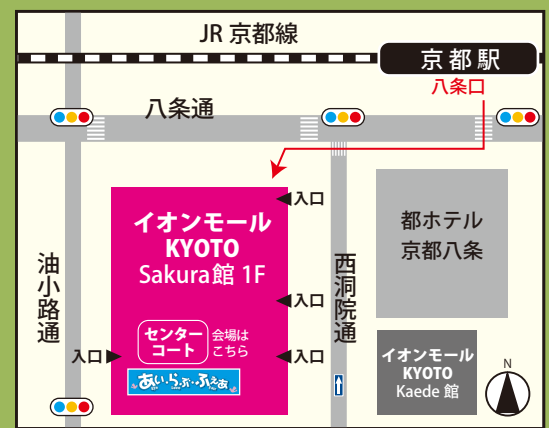 JR 京都線
京都駅
八条口
八条通
入口
イオンモール
KYOTO
Sakura館 1F
都ホテル
京都八条
油小路通
西洞院通
入口
センター
コート
会場は
こちら
入口
入口
あいらぶふぇあ
イオンモール
KYOTO
Kaede 館
N